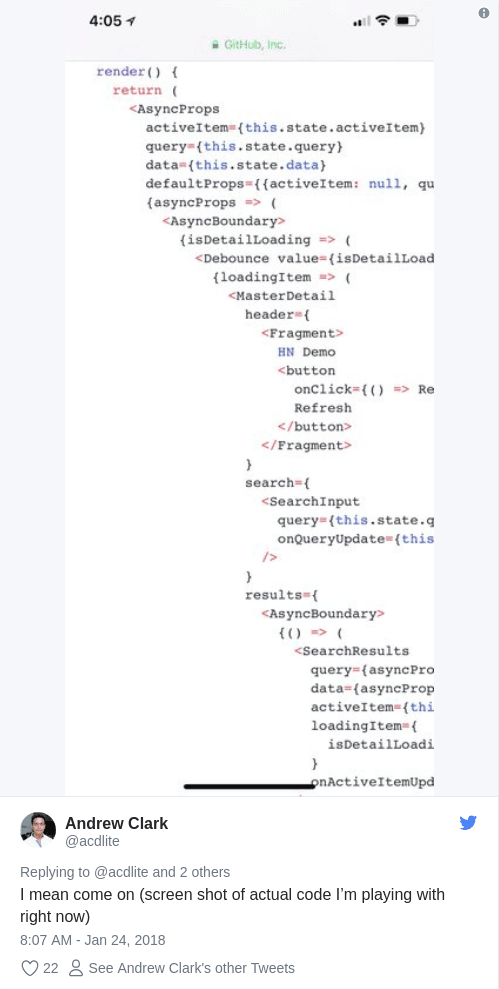 4:05
GitHub, Inc.
render() {
return (
<AsyncProps
activeItem={this.state.activeItem}
query={this.state.query}
data={this.state.data}
defaultProps={{activeItem: null, qu
{asyncProps => (
<AsyncBoundary>
{isDetailLoading => (
<Debounce value={isDetailLoad
{loadingItem => (
<MasterDetail
header={
<Fragment>
HN Demo
<button
onClick={() => Re
Refresh
</button>
</Fragment>
}
search={
<SearchInput
query={this.state.q
onQueryUpdate={this
/>
}
results={
<AsyncBoundary>
{() => (
<SearchResults
query={asyncPro
data={asyncProp
activeItem={thi
loadingItem={
isDetailLoadi
}
onActiveItemUpd
Andrew Clark
@acdlite
Replying to @acdlite and 2 others
I mean come on (screen shot of actual code I’m playing with
right now)
8:07 AM - Jan 24, 2018
22 See Andrew Clark's other Tweets